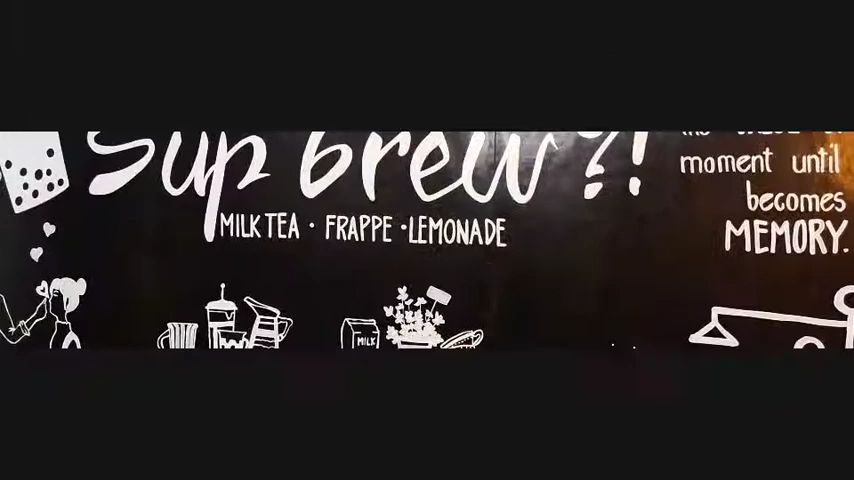 Sup brew?!
MILK TEA · FRAPPE · LEMONADE
moment until
becomes
MEMORY.
MILK